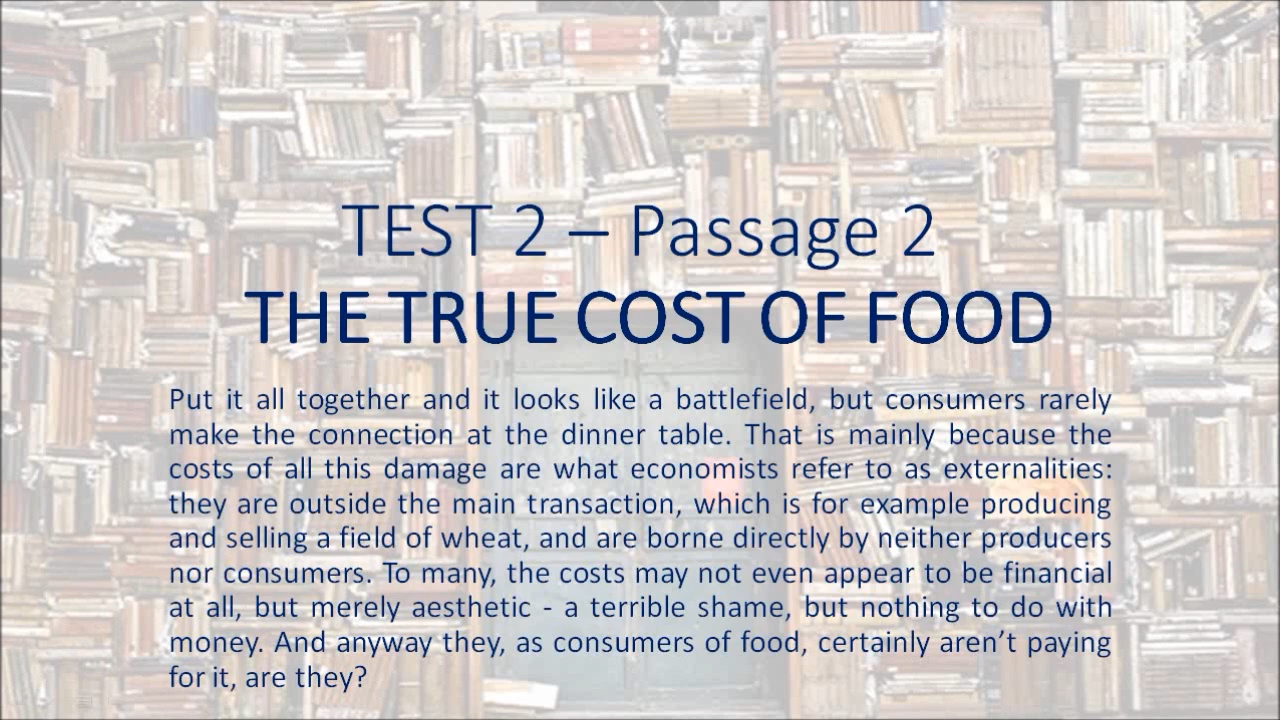 TEST 2 – Passage 2
THE TRUE COST OF FOOD
Put it all together and it looks like a battlefield, but consumers rarely
make the connection at the dinner table. That is mainly because the
costs of all this damage are what economists refer to as externalities:
they are outside the main transaction, which is for example producing
and selling a field of wheat, and are borne directly by neither producers
nor consumers. To many, the costs may not even appear to be financial
at all, but merely aesthetic - a terrible shame, but nothing to do with
money. And anyway they, as consumers of food, certainly aren’t paying
for it, are they?